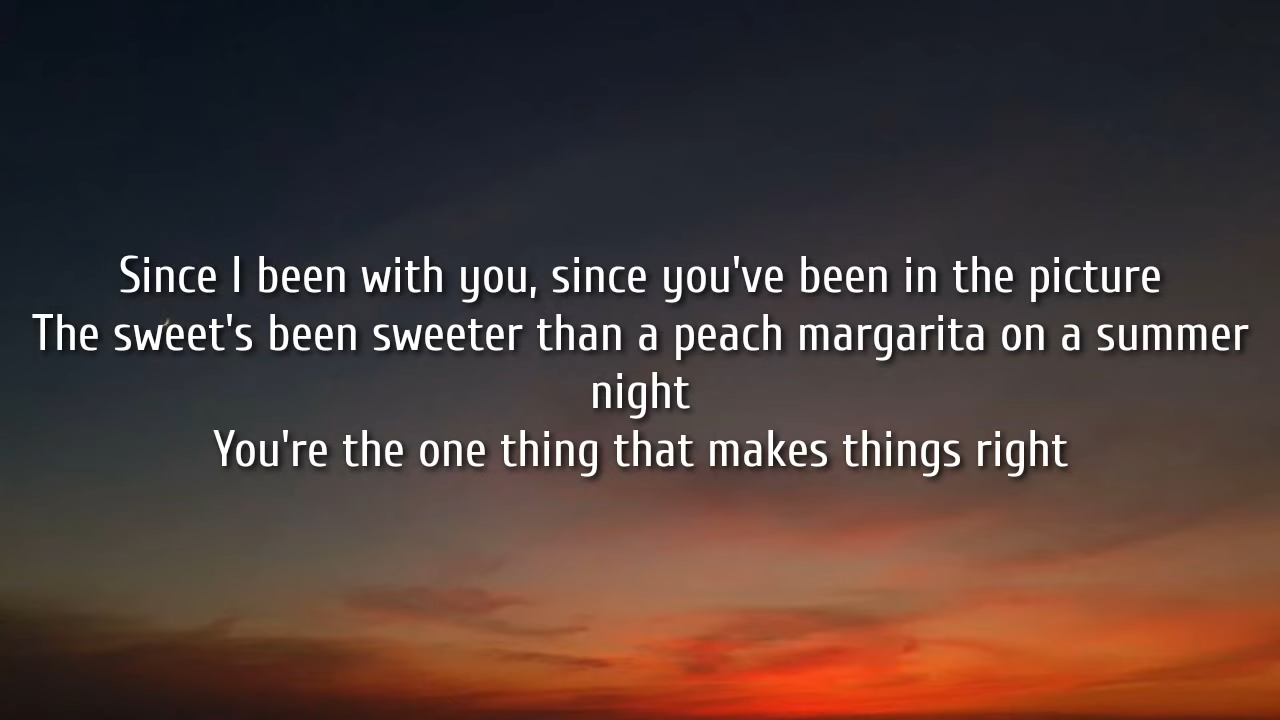 Since I been with you, since you've been in the picture
The sweet's been sweeter than a peach margarita on a summer
night
You're the one thing that makes things right